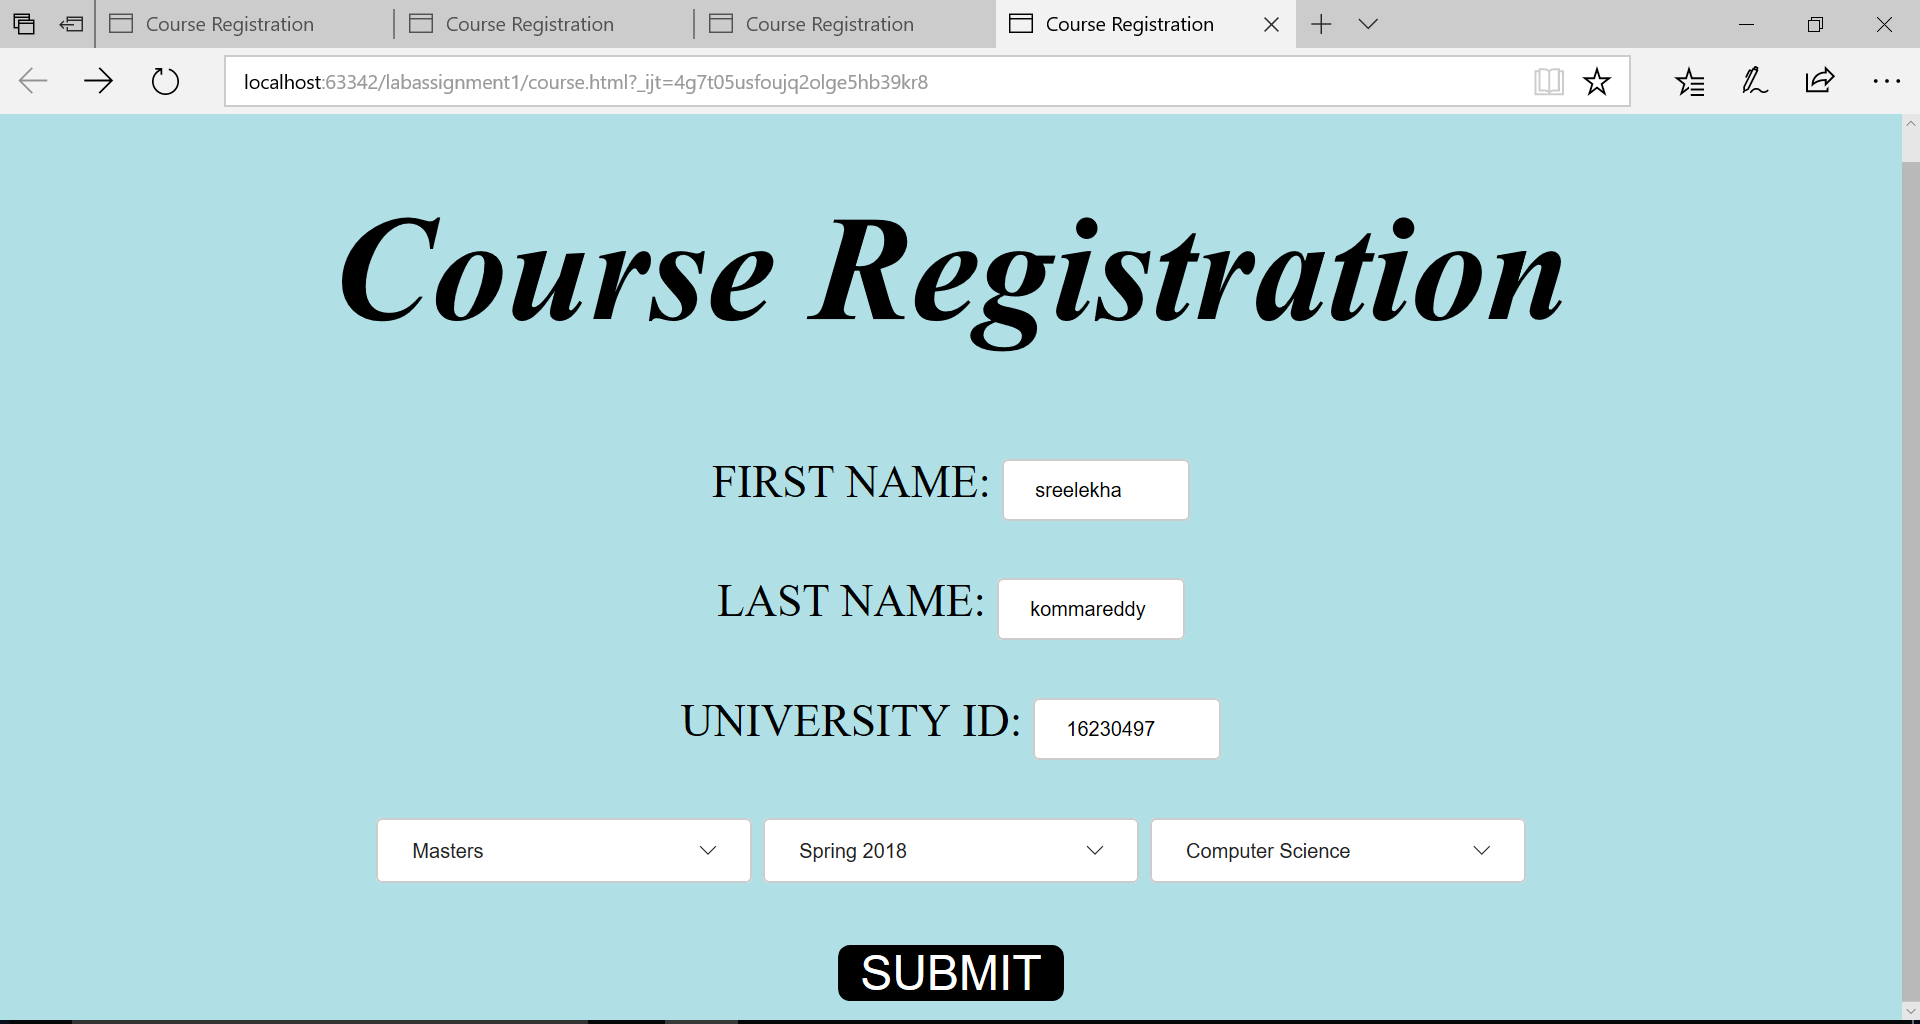 Course Registration
Course Registration
Course Registration
Course Registration
localhost:63342/labassignment1/course.html?_ijt=4g7t05usfoujq2olge5hb39kr8
Course Registration
FIRST NAME: sreelekha
LAST NAME: kommareddy
UNIVERSITY ID: 16230497
Masters Spring 2018 Computer Science
SUBMIT